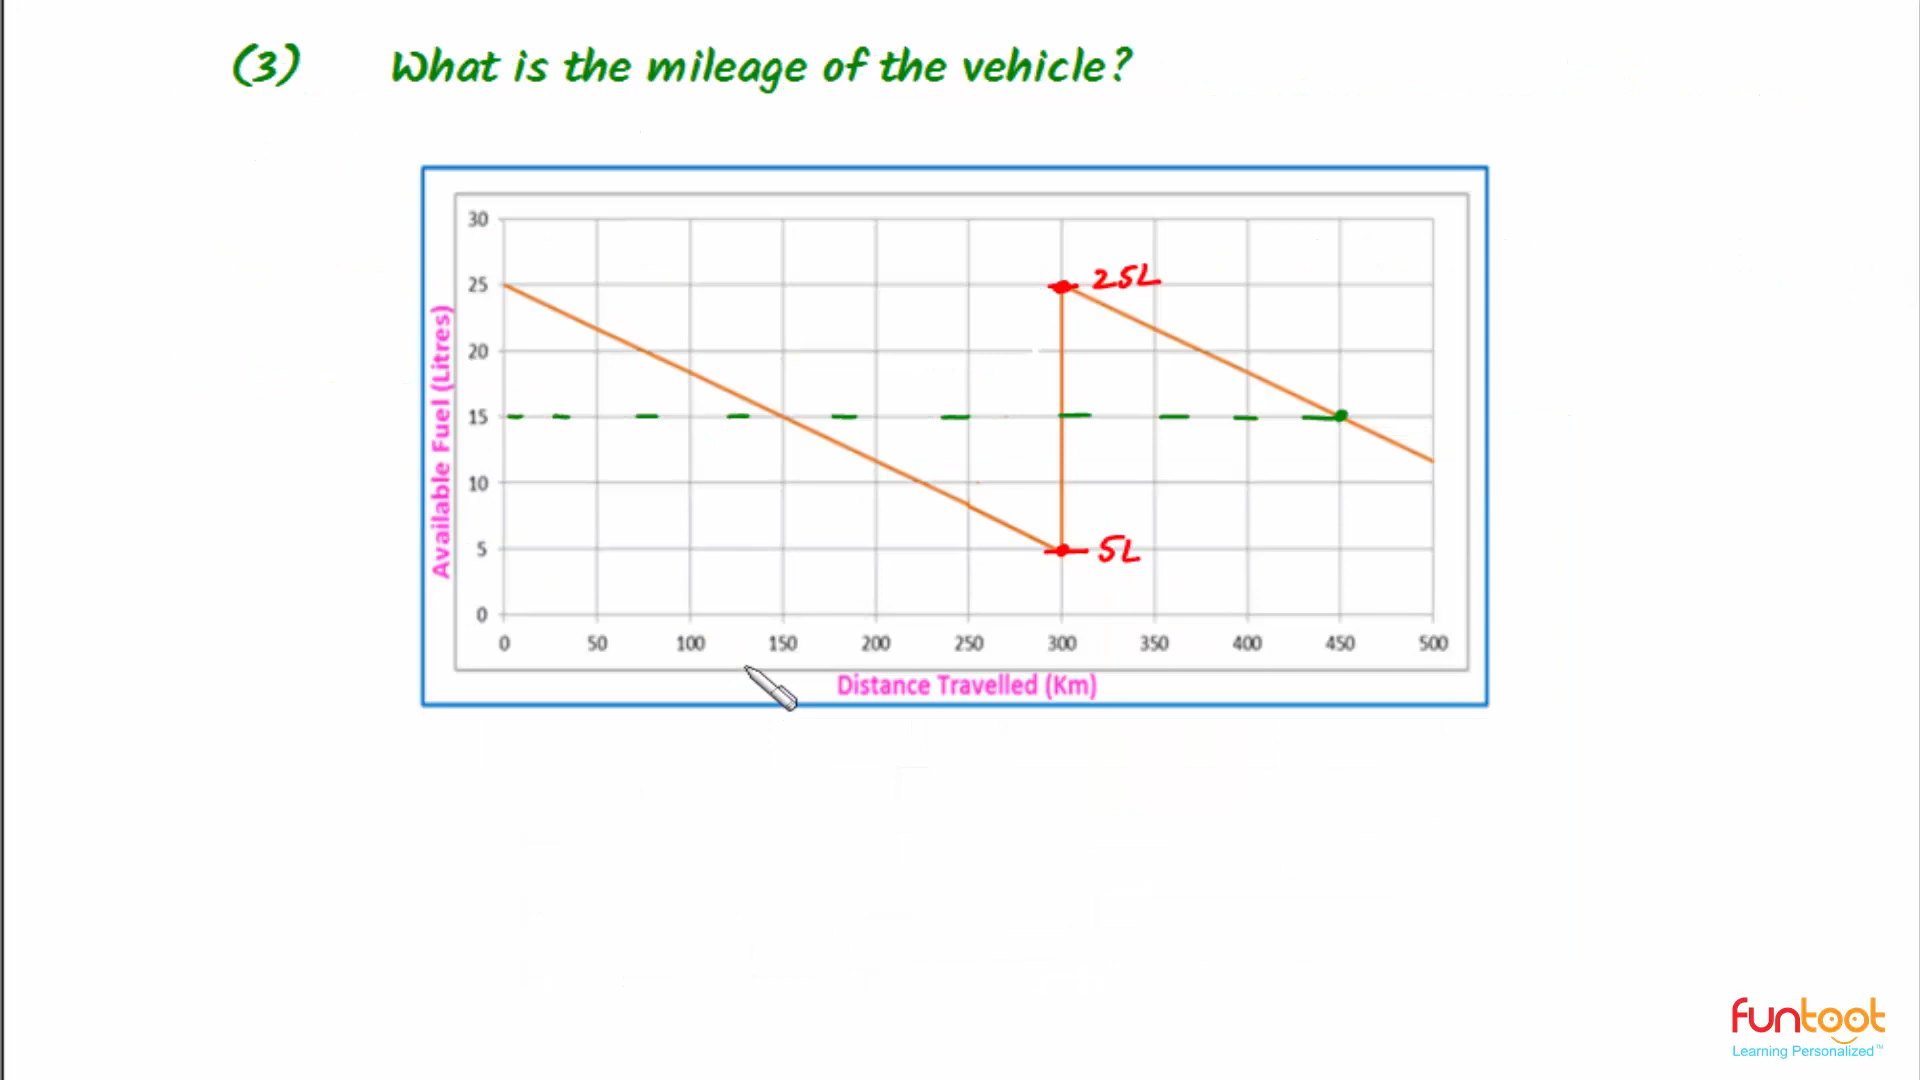 (3) What is the mileage of the vehicle?
30
25
25L
20
15
10
5
5L
0
Available Fuel (Litres)
0 50 100 150 200 250 300 350 400 450 500
Distance Travelled (Km)
funtoot
Learning Personalized™